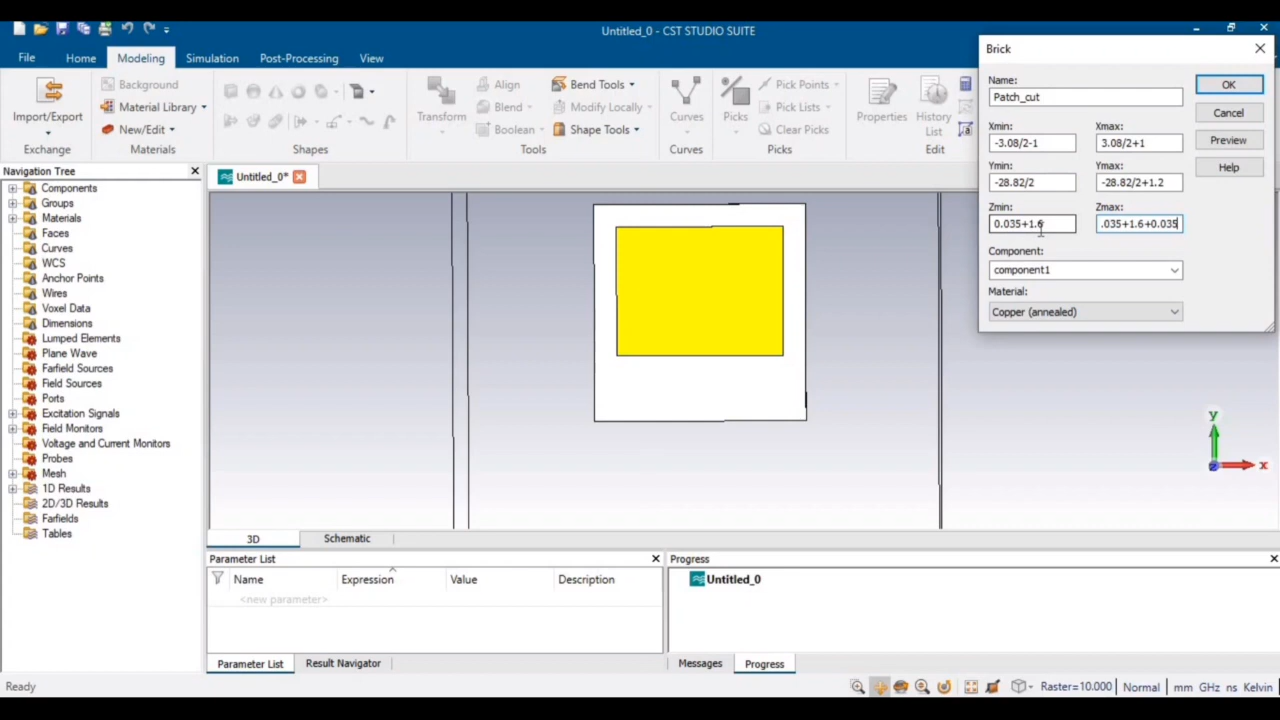 Untitled_0 - CST STUDIO SUITE
File Home Modeling Simulation Post-Processing View
Import/Export
Exchange
Background
Material Library
New/Edit
Materials
Shapes
Transform
Align
Blend
Boolean
Bend Tools
Modify Locally
Shape Tools
Tools
Curves
Curves
Picks
Pick Points
Pick Lists
Clear Picks
Picks
Properties
History
List
Edit
Brick
Name:
Patch_cut
OK
Xmin: Xmax:
-3.08/2-1 3.08/2+1
Cancel
Ymin: Ymax:
-28.82/2 -28.82/2+1.2
Preview
Zmin: Zmax:
0.035+1.6 .035+1.6+0.035
Help
Component:
component1
Material:
Copper (annealed)
Navigation Tree
Components
Groups
Materials
Faces
Curves
WCS
Anchor Points
Wires
Voxel Data
Dimensions
Lumped Elements
Plane Wave
Farfield Sources
Field Sources
Ports
Excitation Signals
Field Monitors
Voltage and Current Monitors
Probes
Mesh
1D Results
2D/3D Results
Farfields
Tables
Untitled_0*
y
x
z
3D Schematic
Parameter List
Name Expression Value Description
<new parameter>
Parameter List Result Navigator
Progress
Untitled_0
Messages Progress
Ready
Raster=10.000 Normal mm GHz ns Kelvin